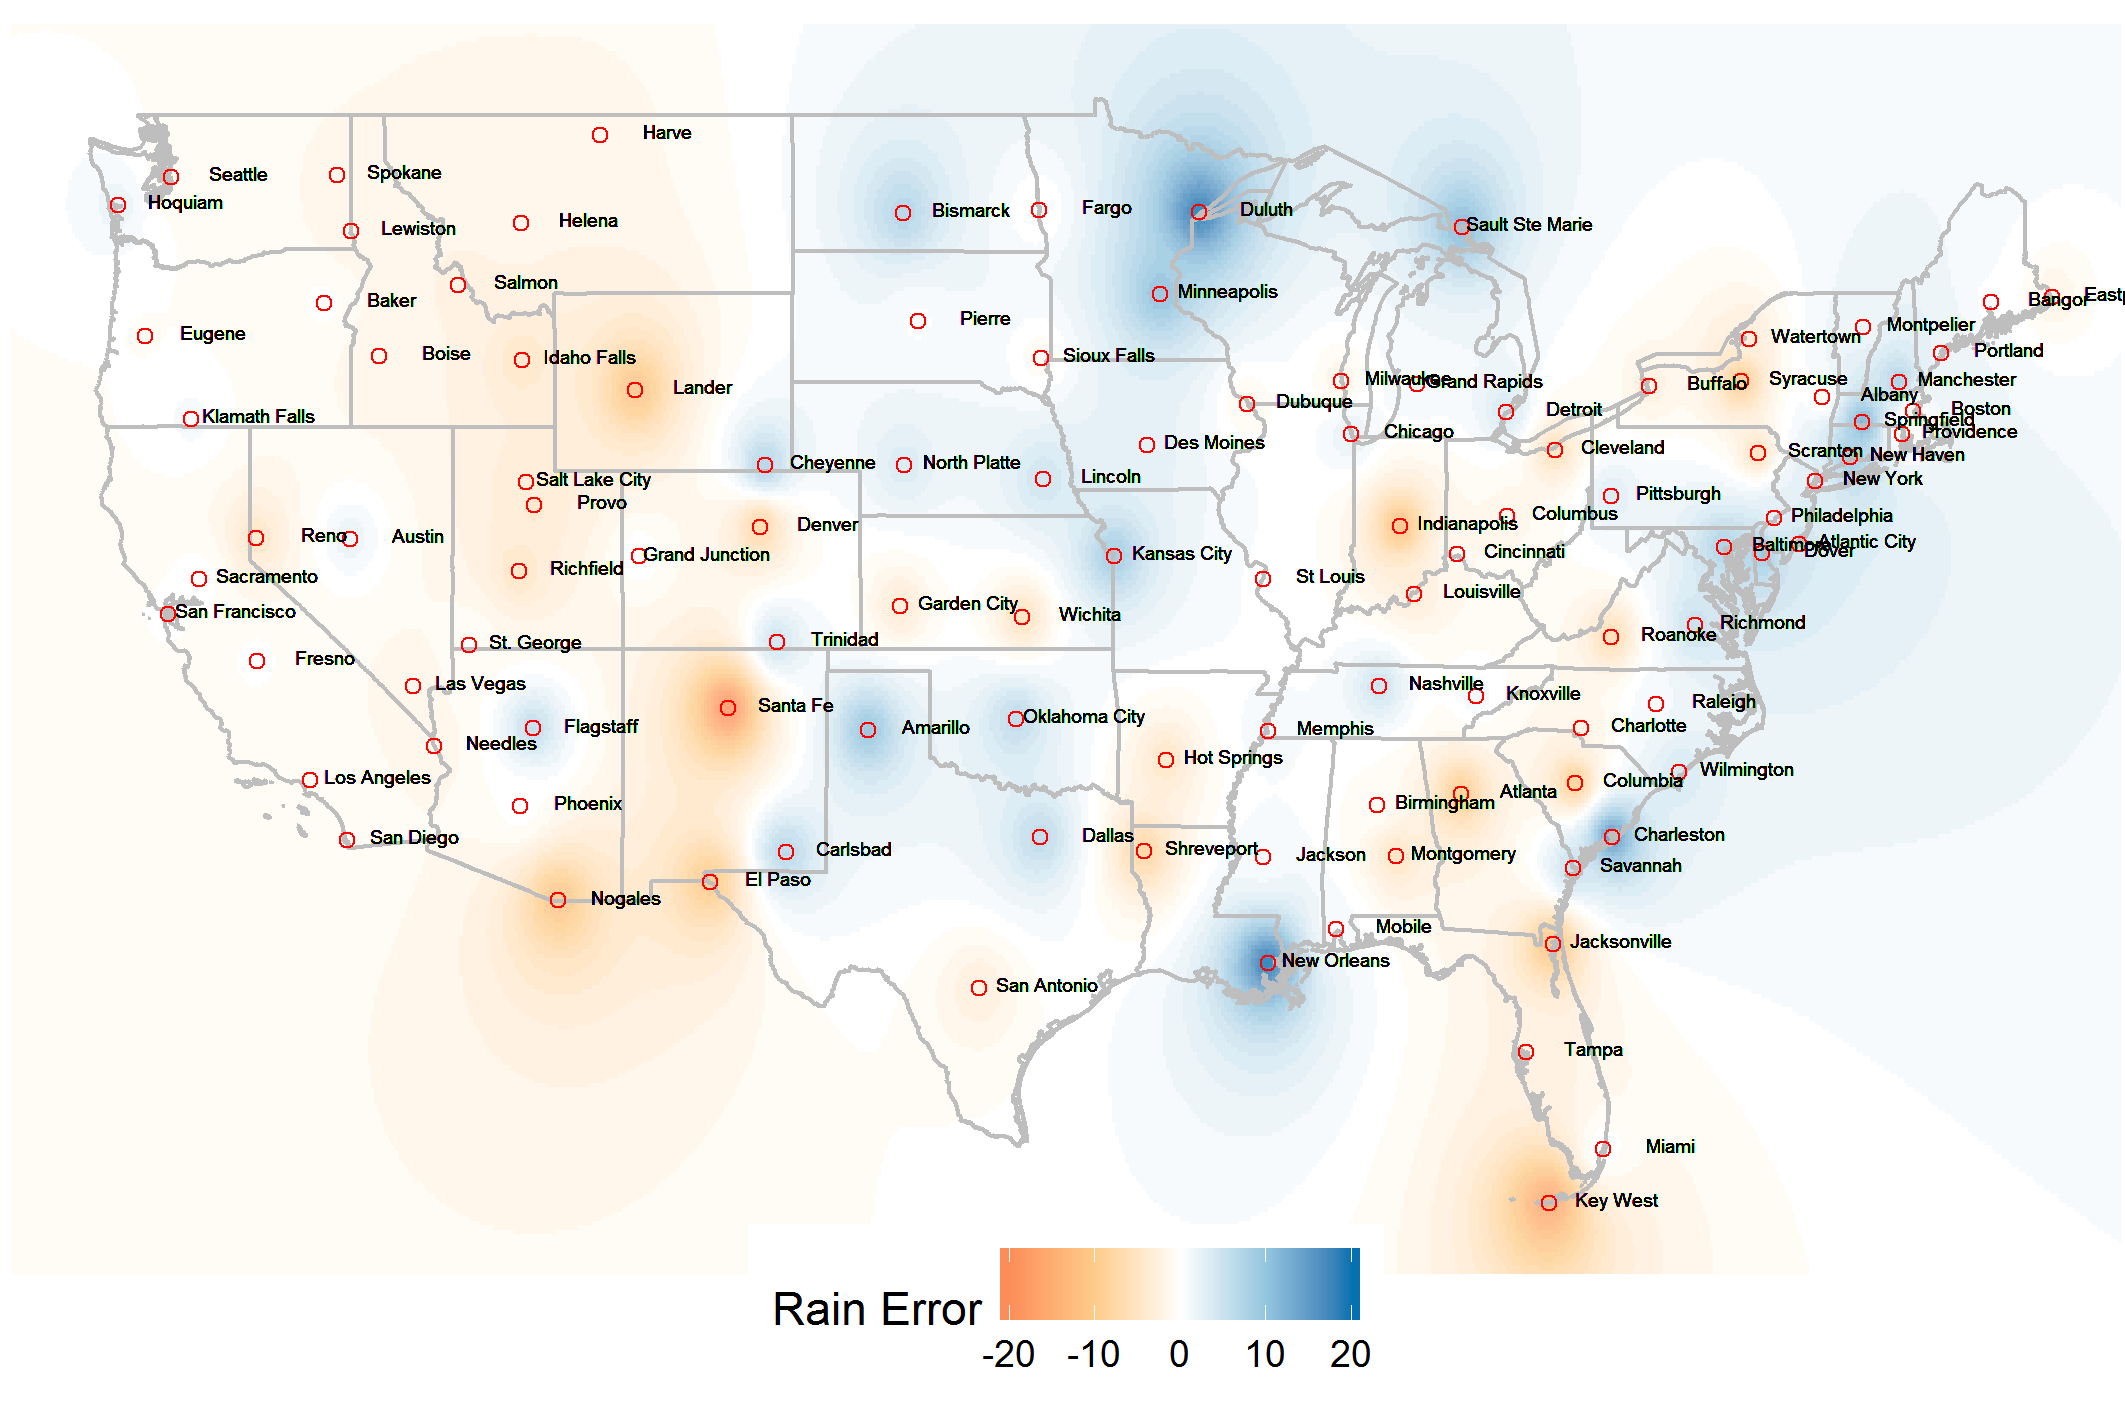 Harve
Seattle
Spokane
Hoquiam
Lewiston
Helena
Bismarck
Fargo
Duluth
Sault Ste Marie
Salmon
Baker
Minneapolis
Bangor
Eastp
Eugene
Boise
Idaho Falls
Pierre
Sioux Falls
Watertown
Montpelier
Portland
Lander
Milwaukee
Grand Rapids
Buffalo
Syracuse
Manchester
Klamath Falls
Dubuque
Detroit
Albany
Boston
Springfield
Providence
Chicago
Des Moines
Cleveland
Scranton
New Haven
Cheyenne
North Platte
Lincoln
New York
Salt Lake City
Provo
Pittsburgh
Reno
Austin
Denver
Indianapolis
Columbus
Philadelphia
Grand Junction
Kansas City
Cincinnati
Baltimore
Atlantic City
Dover
Richfield
Sacramento
St Louis
Louisville
San Francisco
Garden City
Wichita
Richmond
St. George
Trinidad
Roanoke
Fresno
Las Vegas
Nashville
Knoxville
Santa Fe
Raleigh
Flagstaff
Amarillo
Oklahoma City
Memphis
Charlotte
Needles
Hot Springs
Los Angeles
Atlanta
Columbia
Wilmington
Phoenix
Birmingham
San Diego
Carlsbad
Dallas
Shreveport
Jackson
Montgomery
Charleston
Savannah
El Paso
Nogales
Mobile
Jacksonville
New Orleans
San Antonio
Tampa
Miami
Key West
Rain Error
-20 -10 0 10 20